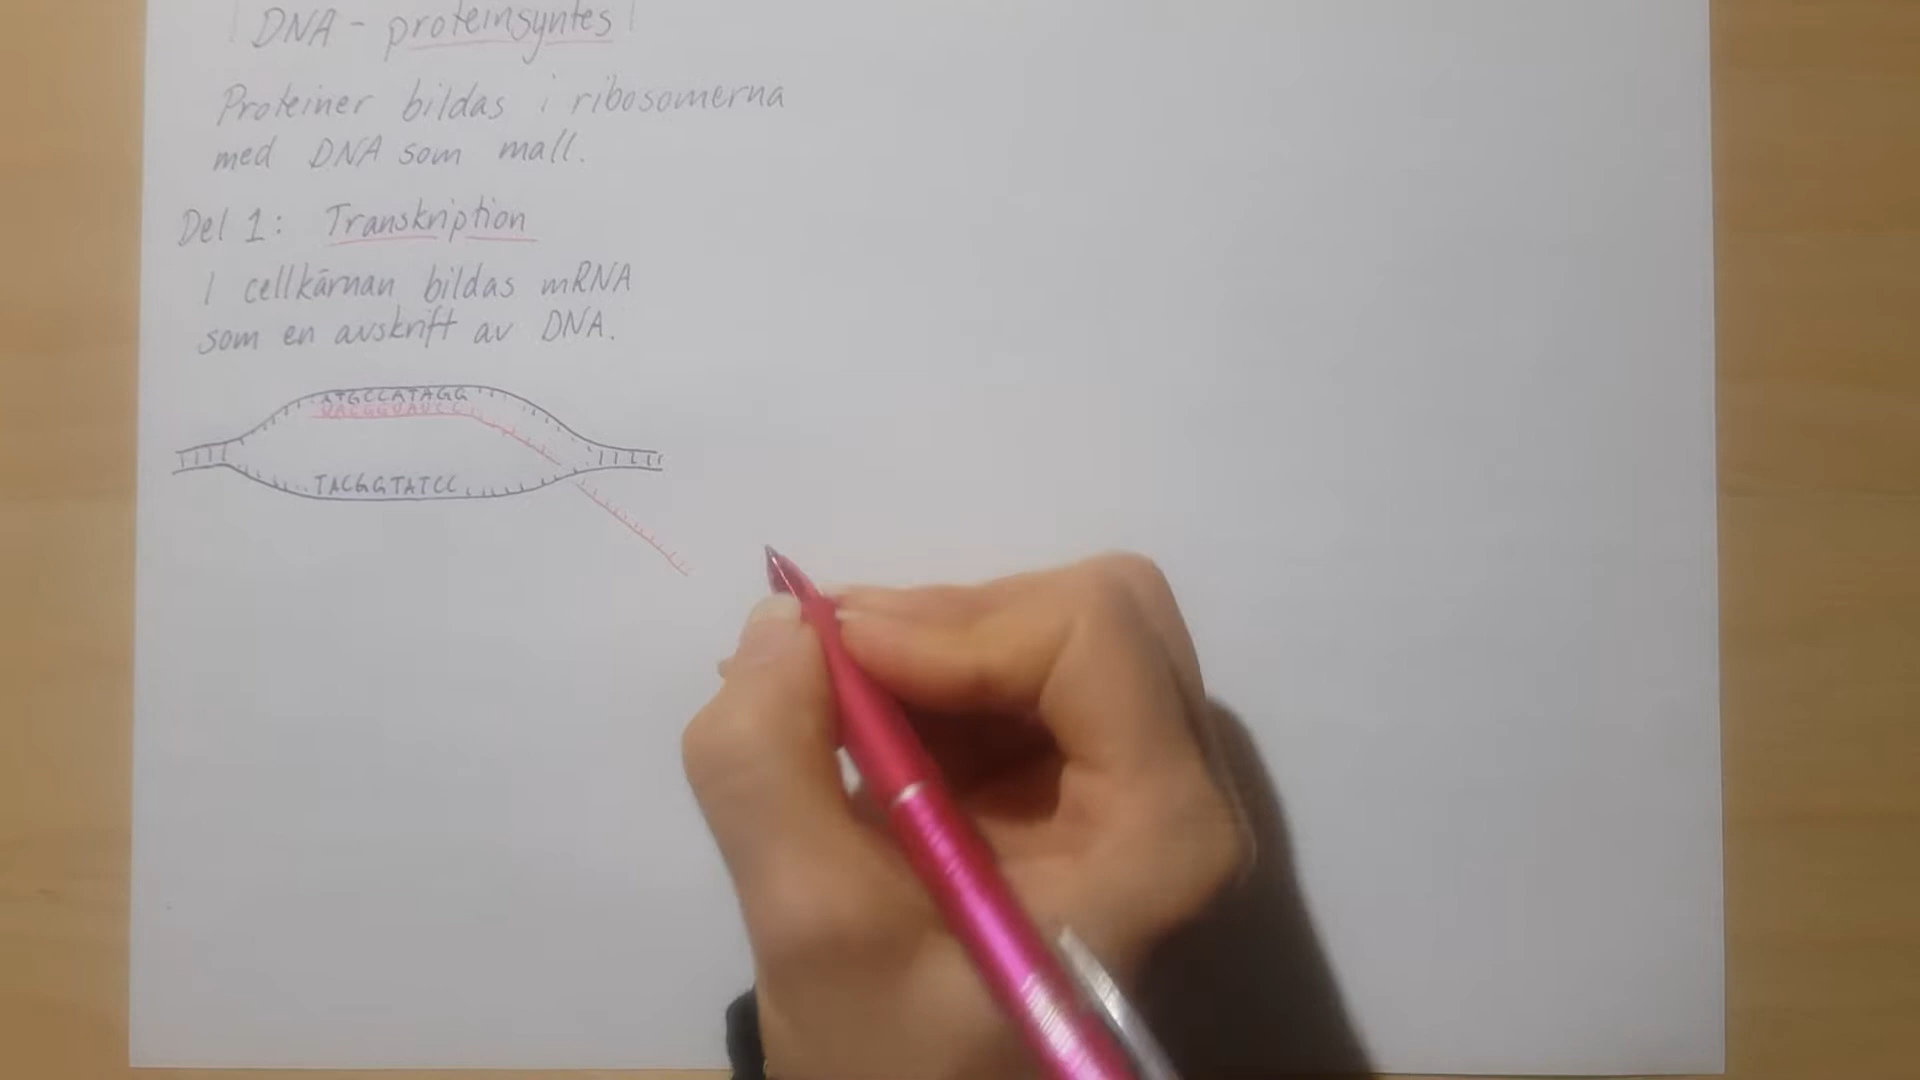 DNA - proteinsyntes
Proteiner bildas i ribosomerna
med DNA som mall.
Del 1: Transkription
I cellkärnan bildas mRNA
som en avskrift av DNA.
ATGCCATAGG
UACGGUAUCC
TACGGTATCC